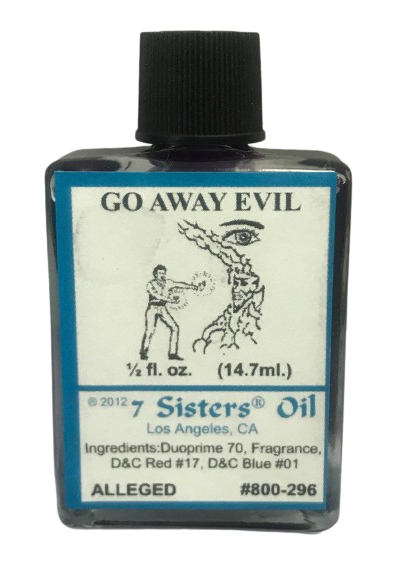 GO AWAY EVIL
½ fl. oz. (14.7ml.)
© 2012 7 Sisters® Oil
Los Angeles, CA
Ingredients:Duoprime 70, Fragrance,
D&C Red #17, D&C Blue #01
ALLEGED #800-296